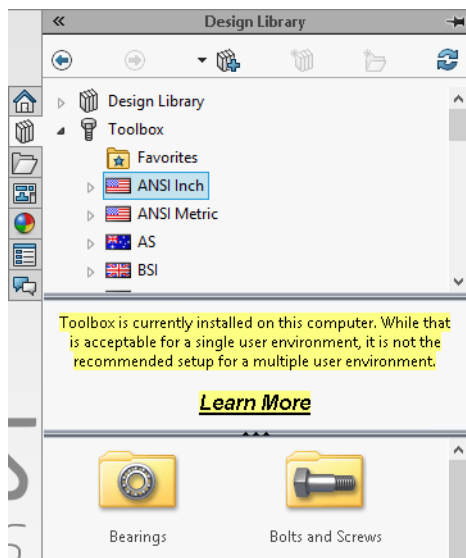 Design Library
Design Library
Toolbox
Favorites
ANSI Inch
ANSI Metric
AS
BSI
Toolbox is currently installed on this computer. While that
is acceptable for a single user environment, it is not the
recommended setup for a multiple user environment.
Learn More
Bearings
Bolts and Screws